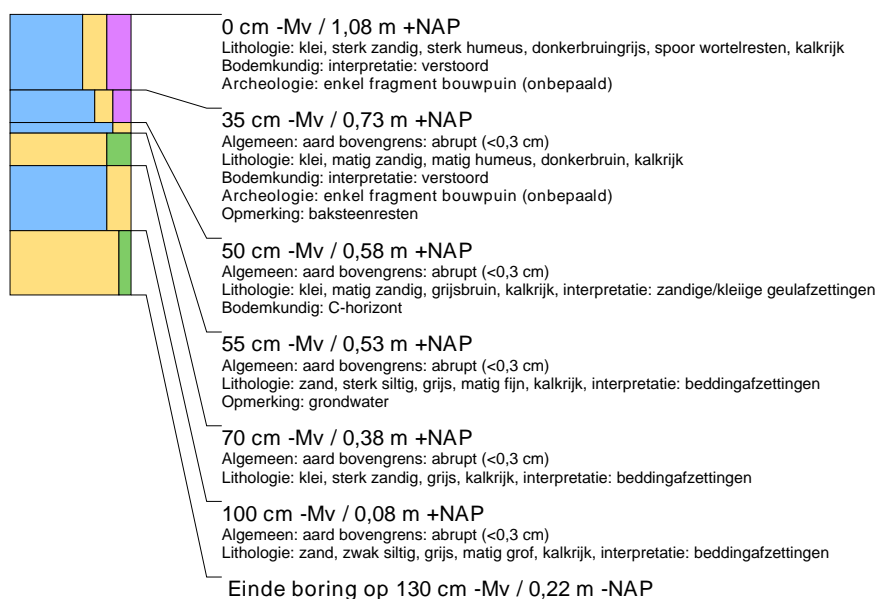 0 cm -Mv / 1,08 m +NAP
Lithologie: klei, sterk zandig, sterk humeus, donkerbruingrijs, spoor wortelresten, kalkrijk
Bodemkundig: interpretatie: verstoord
Archeologie: enkel fragment bouwpuin (onbepaald)
35 cm -Mv / 0,73 m +NAP
Algemeen: aard bovengrens: abrupt (<0,3 cm)
Lithologie: klei, matig zandig, matig humeus, donkerbruin, kalkrijk
Bodemkundig: interpretatie: verstoord
Archeologie: enkel fragment bouwpuin (onbepaald)
Opmerking: baksteenresten
50 cm -Mv / 0,58 m +NAP
Algemeen: aard bovengrens: abrupt (<0,3 cm)
Lithologie: klei, matig zandig, grijsbruin, kalkrijk, interpretatie: zandige/kleiige geulafzettingen
Bodemkundig: C-horizont
55 cm -Mv / 0,53 m +NAP
Algemeen: aard bovengrens: abrupt (<0,3 cm)
Lithologie: zand, sterk siltig, grijs, matig fijn, kalkrijk, interpretatie: beddingafzettingen
Opmerking: grondwater
70 cm -Mv / 0,38 m +NAP
Algemeen: aard bovengrens: abrupt (<0,3 cm)
Lithologie: klei, sterk zandig, grijs, kalkrijk, interpretatie: beddingafzettingen
100 cm -Mv / 0,08 m +NAP
Algemeen: aard bovengrens: abrupt (<0,3 cm)
Lithologie: zand, zwak siltig, grijs, matig grof, kalkrijk, interpretatie: beddingafzettingen
Einde boring op 130 cm -Mv / 0,22 m -NAP